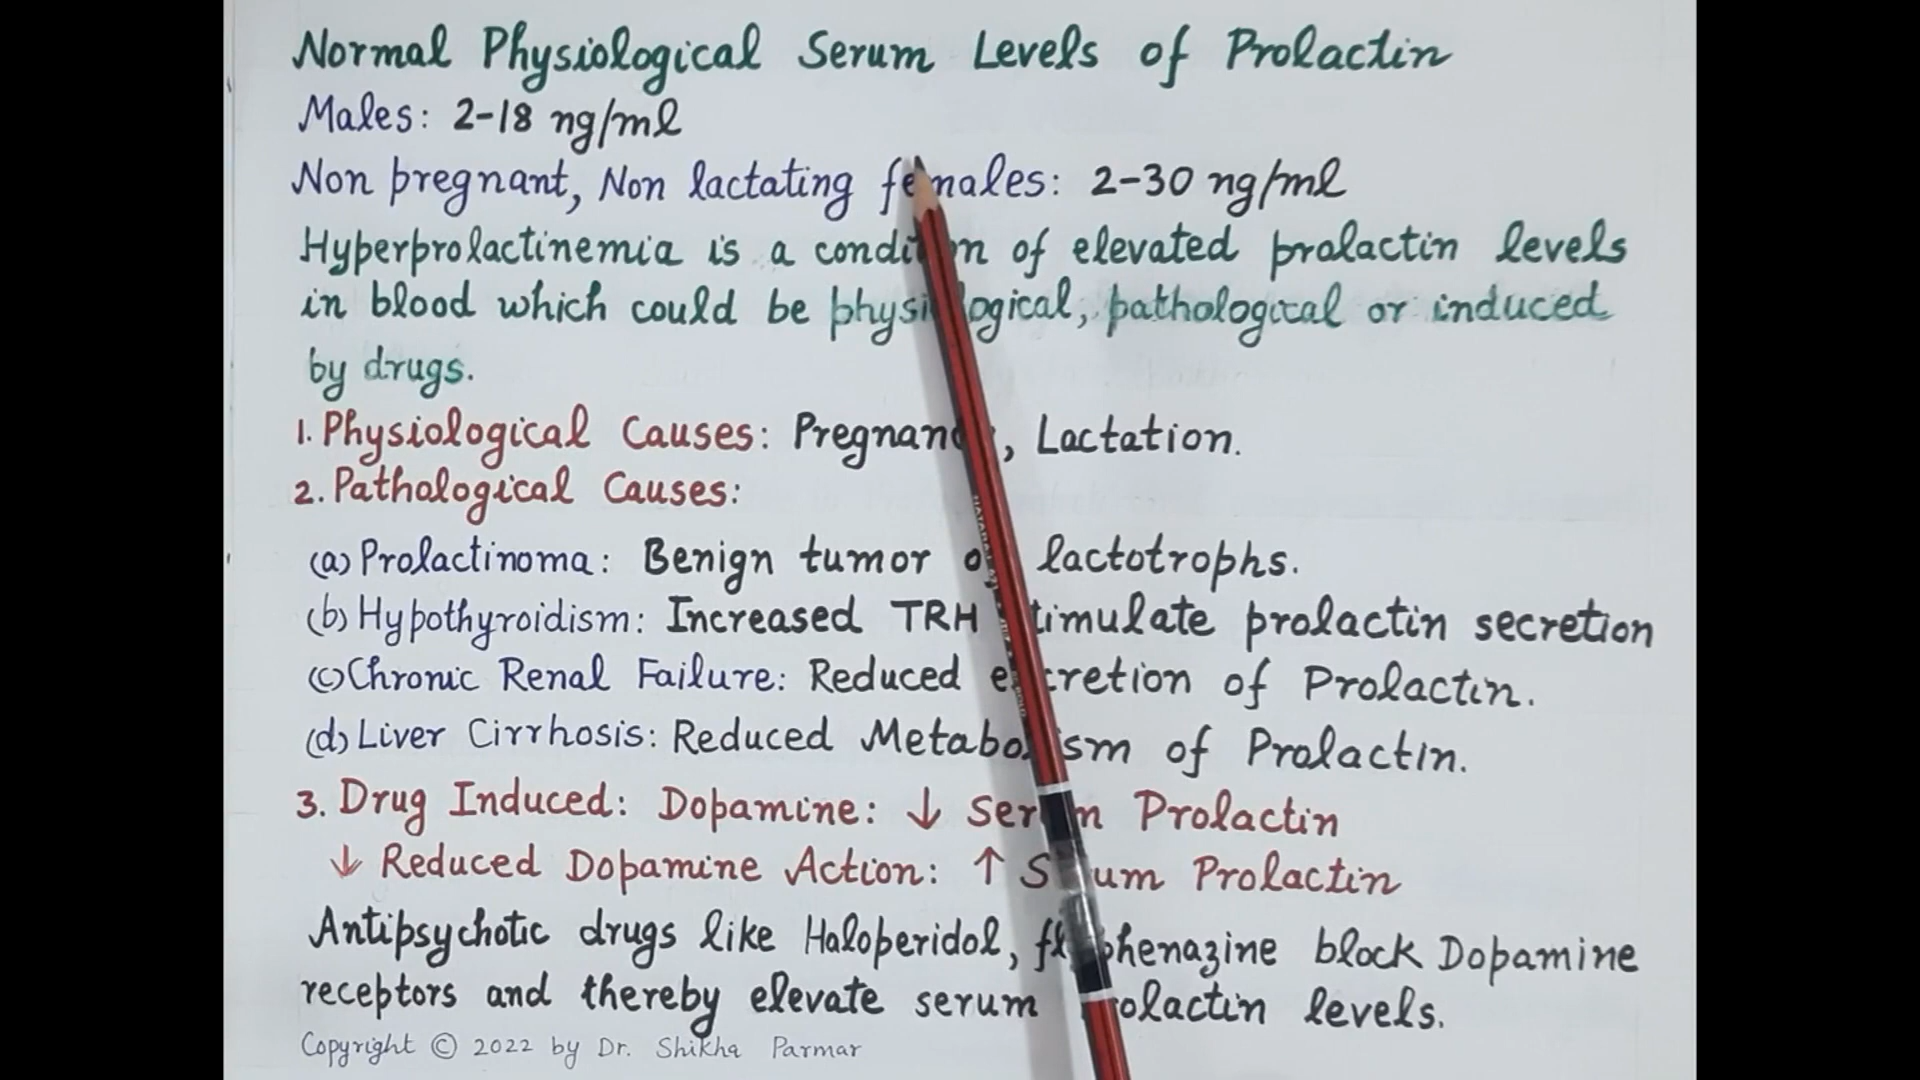 Normal Physiological Serum Levels of Prolactin
Males: 2-18 ng/ml
Non pregnant, Non lactating females: 2-30 ng/ml
Hyperprolactinemia is a condition of elevated prolactin levels
in blood which could be physiological, pathological or induced
by drugs.
1. Physiological Causes: Pregnancy, Lactation.
2. Pathological Causes:
(a) Prolactinoma: Benign tumor of lactotrophs.
(b) Hypothyroidism: Increased TRH stimulate prolactin secretion
(c) Chronic Renal Failure: Reduced excretion of Prolactin.
(d) Liver Cirrhosis: Reduced Metabolism of Prolactin.
3. Drug Induced: Dopamine: ↓ Serum Prolactin
↓ Reduced Dopamine Action: ↑ Serum Prolactin
Antipsychotic drugs like Haloperidol, fluphenazine block Dopamine
receptors and thereby elevate serum prolactin levels.
Copyright © 2022 by Dr. Shikha Parmar